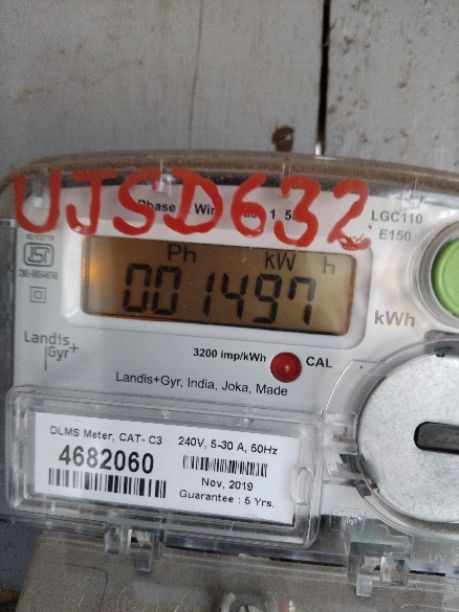 UJSD632
LGC110
E150
Ph kW h
001497
kWh
Landis
Gyr+
3200 imp/kWh
CAL
Landis+Gyr, India, Joka, Made
DLMS Meter, CAT- C3
4682060
240V, 5-30 A, 50Hz
Nov, 2019
Guarantee : 5 Yrs.